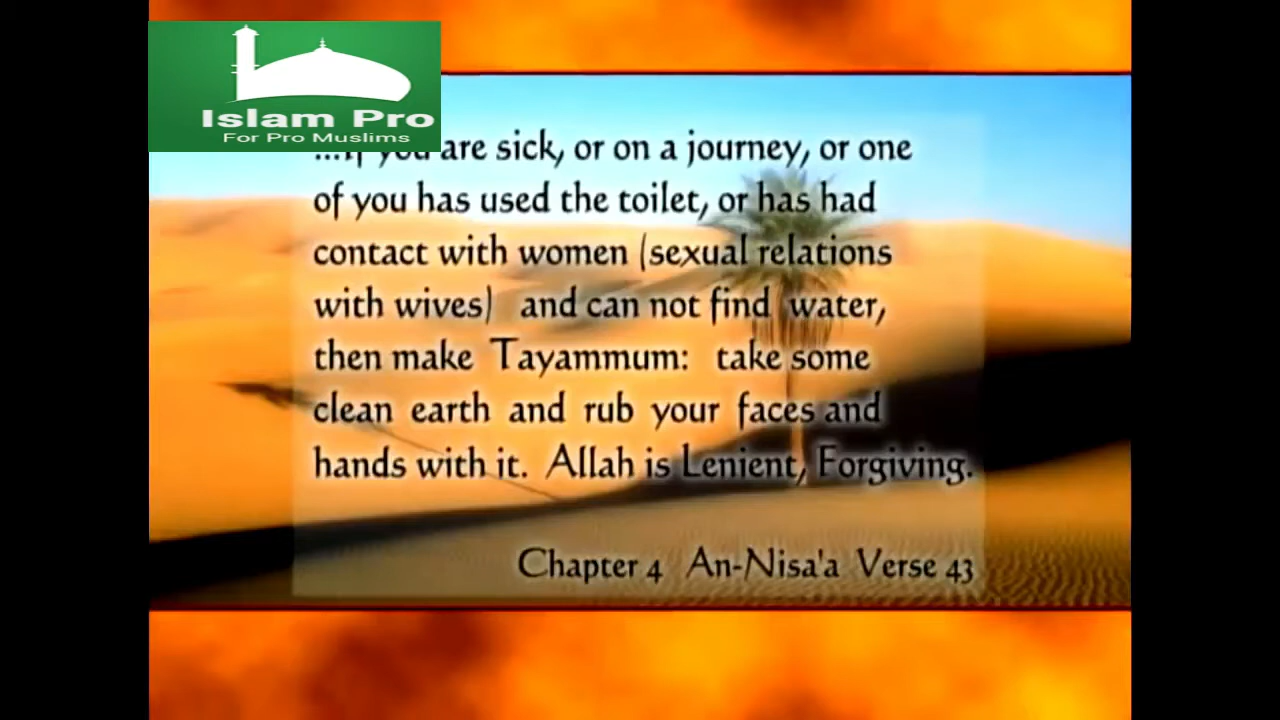 Islam Pro
For Pro Muslims
...If you are sick, or on a journey, or one
of you has used the toilet, or has had
contact with women (sexual relations
with wives) and can not find water,
then make Tayammum: take some
clean earth and rub your faces and
hands with it. Allah is Lenient, Forgiving.
Chapter 4 An-Nisa'a Verse 43